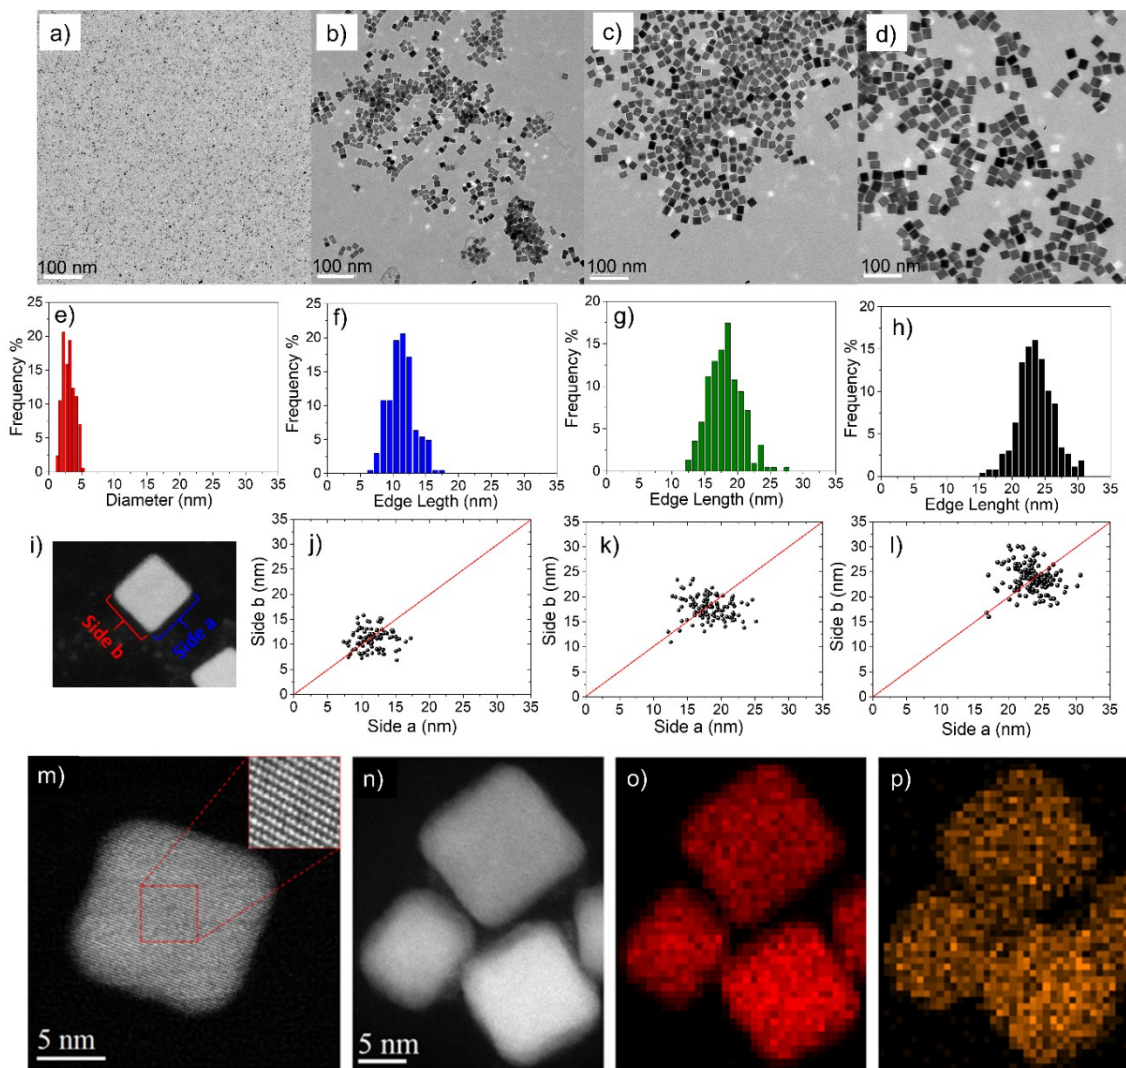 a)
b)
c)
d)
100 nm
100 nm
100 nm
100 nm
e)
Frequency %
25
20
15
10
5
0
0 5 10 15 20 25 30 35
Diameter (nm)
f)
Frequency %
25
20
15
10
5
0
0 5 10 15 20 25 30 35
Edge Legth (nm)
g)
Frequency %
20
15
10
5
0
0 5 10 15 20 25 30 35
Edge Length (nm)
h)
Frequency %
20
15
10
5
0
0 5 10 15 20 25 30 35
Edge Lenght (nm)
i)
Side b
Side a
j)
Side b (nm)
35
30
25
20
15
10
5
0
0 5 10 15 20 25 30 35
Side a (nm)
k)
Side b (nm)
35
30
25
20
15
10
5
0
0 5 10 15 20 25 30 35
Side a (nm)
l)
Side b (nm)
35
30
25
20
15
10
5
0
0 5 10 15 20 25 30 35
Side a (nm)
m)
5 nm
n)
5 nm
o)
p)